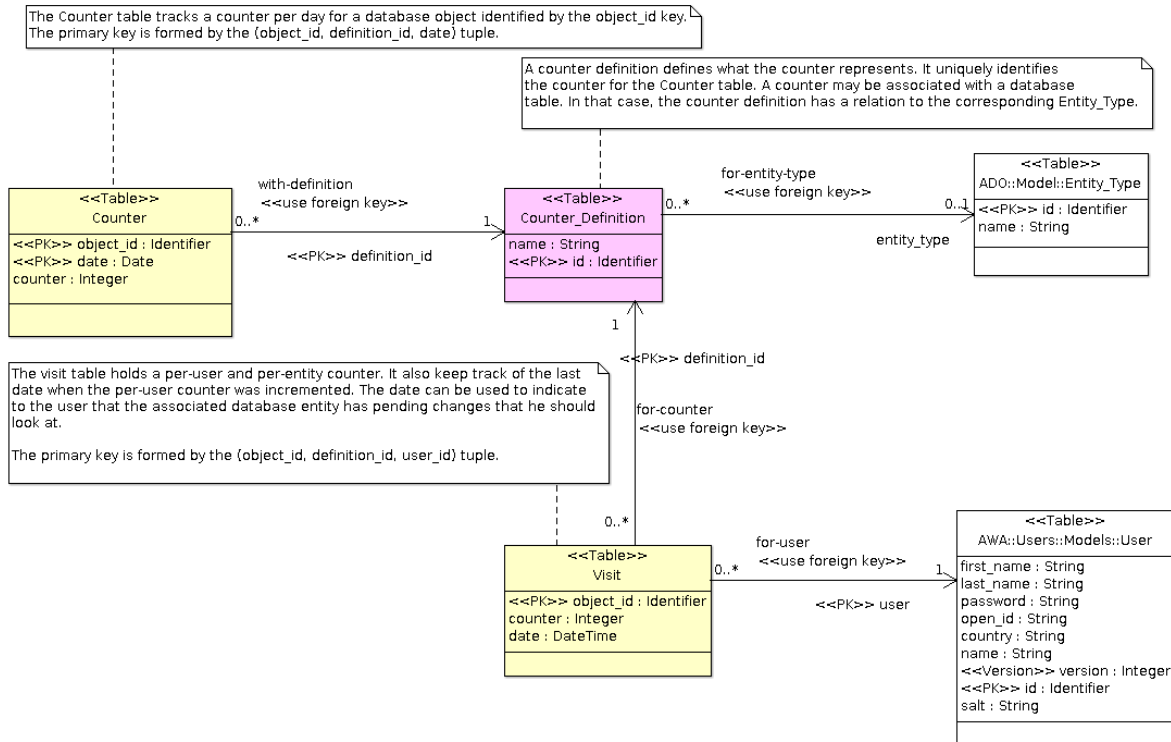 The Counter table tracks a counter per day for a database object identified by the object_id key.
The primary key is formed by the (object_id, definition_id, date) tuple.
A counter definition defines what the counter represents. It uniquely identifies
the counter for the Counter table. A counter may be associated with a database
table. In that case, the counter definition has a relation to the corresponding Entity_Type.
<<Table>>
Counter
<<PK>> object_id : Identifier
<<PK>> date : Date
counter : Integer
with-definition
<<use foreign key>>
0..*
1
<<PK>> definition_id
<<Table>>
Counter_Definition
name : String
<<PK>> id : Identifier
for-entity-type
<<use foreign key>>
0..*
0..1
entity_type
<<Table>>
ADO::Model::Entity_Type
<<PK>> id : Identifier
name : String
1
<<PK>> definition_id
for-counter
<<use foreign key>>
0..*
The visit table holds a per-user and per-entity counter. It also keep track of the last
date when the per-user counter was incremented. The date can be used to indicate
to the user that the associated database entity has pending changes that he should
look at.
The primary key is formed by the (object_id, definition_id, user_id) tuple.
<<Table>>
Visit
<<PK>> object_id : Identifier
counter : Integer
date : DateTime
for-user
<<use foreign key>>
0..*
1
<<PK>> user
<<Table>>
AWA::Users::Models::User
first_name : String
last_name : String
password : String
open_id : String
country : String
name : String
<<Version>> version : Integer
<<PK>> id : Identifier
salt : String